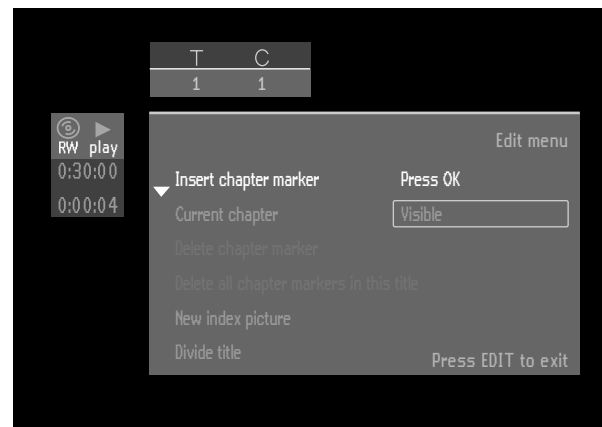 T C
1 1
RW play
0:30:00
0:00:04
Edit menu
Insert chapter marker Press OK
Current chapter Visible
Delete chapter marker
Delete all chapter markers in this title
New index picture
Divide title
Press EDIT to exit